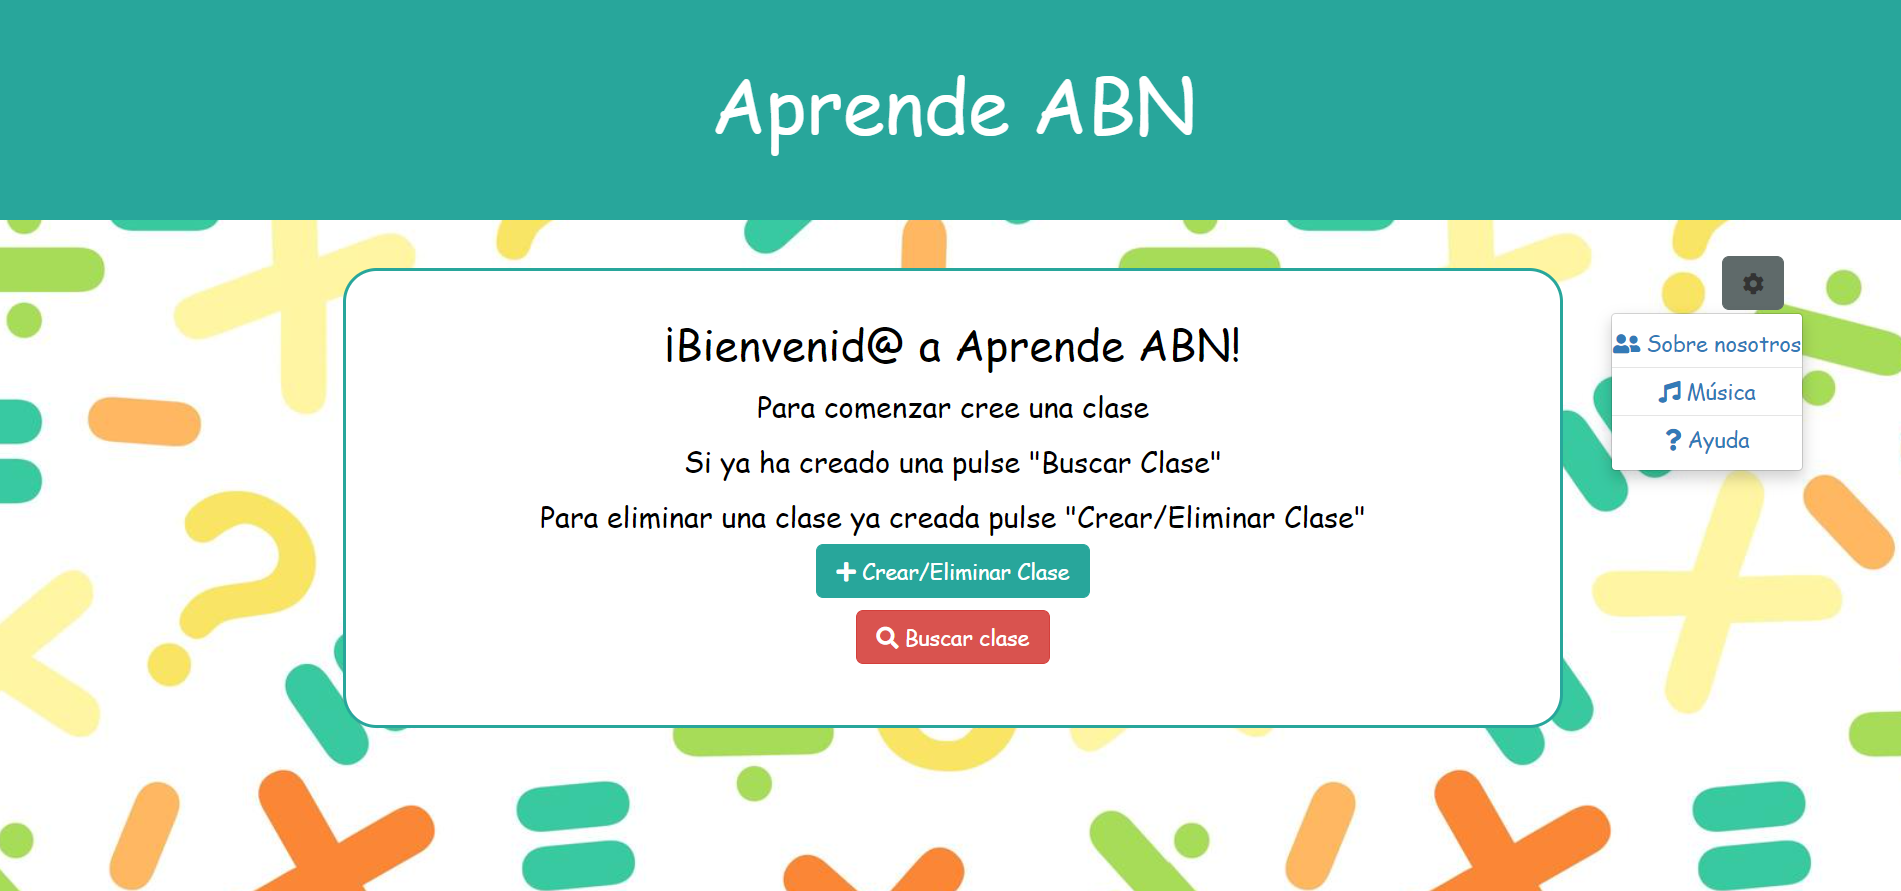 Aprende ABN
¡Bienvenid@ a Aprende ABN!
Para comenzar cree una clase
Si ya ha creado una pulse "Buscar Clase"
Para eliminar una clase ya creada pulse "Crear/Eliminar Clase"
Crear/Eliminar Clase
Buscar clase
Sobre nosotros
Música
Ayuda